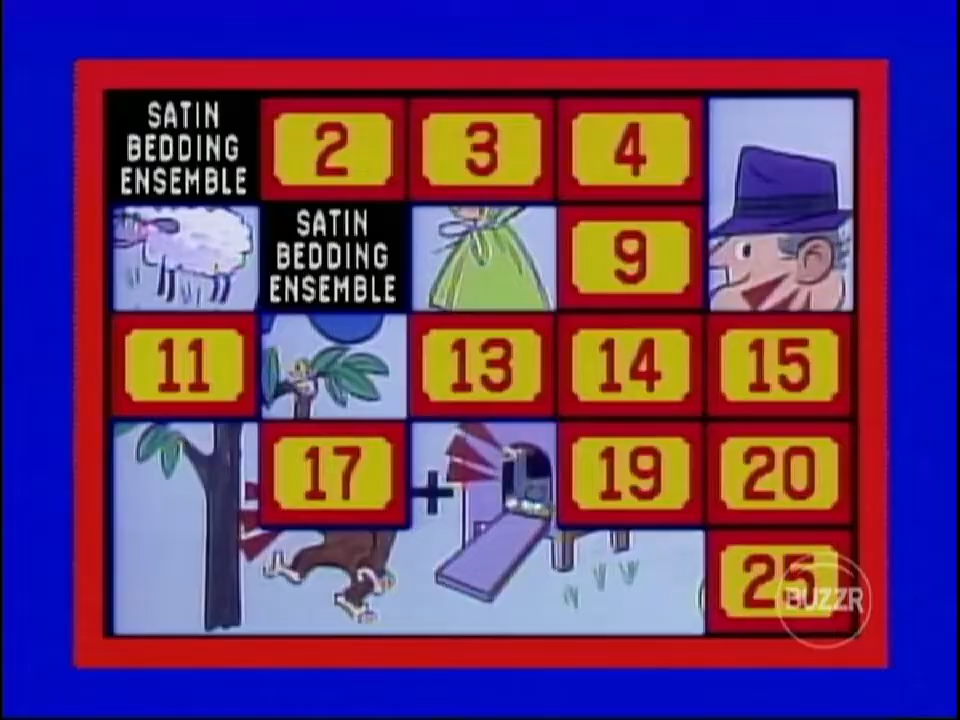 SATIN
BEDDING
ENSEMBLE
2
3
4
SATIN
BEDDING
ENSEMBLE
9
11
13
14
15
17
+
19
20
25
BUZZR